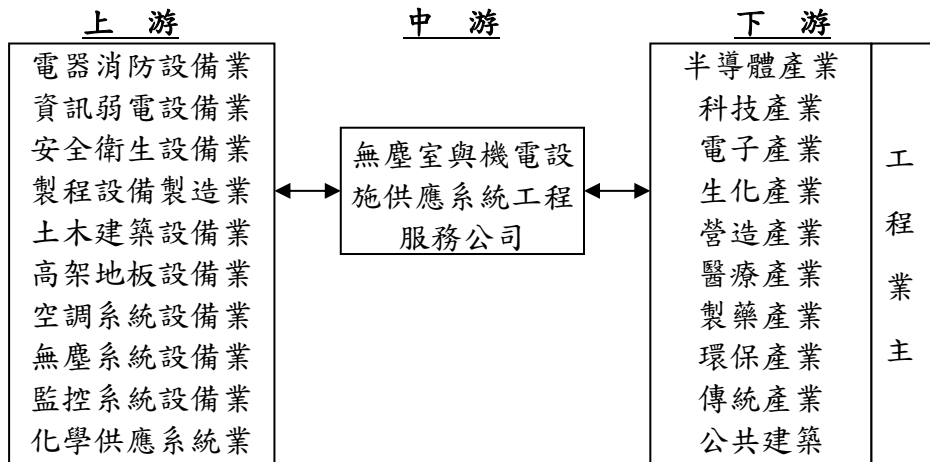 上 游
電器消防設備業
資訊弱電設備業
安全衛生設備業
製程設備製造業
土木建築設備業
高架地板設備業
空調系統設備業
無塵系統設備業
監控系統設備業
化學供應系統業
中 游
無塵室與機電設
施供應系統工程
服務公司
下 游
半導體產業
科技產業
電子產業
生化產業
營造產業
醫療產業
製藥產業
環保產業
傳統產業
公共建築
工程業主